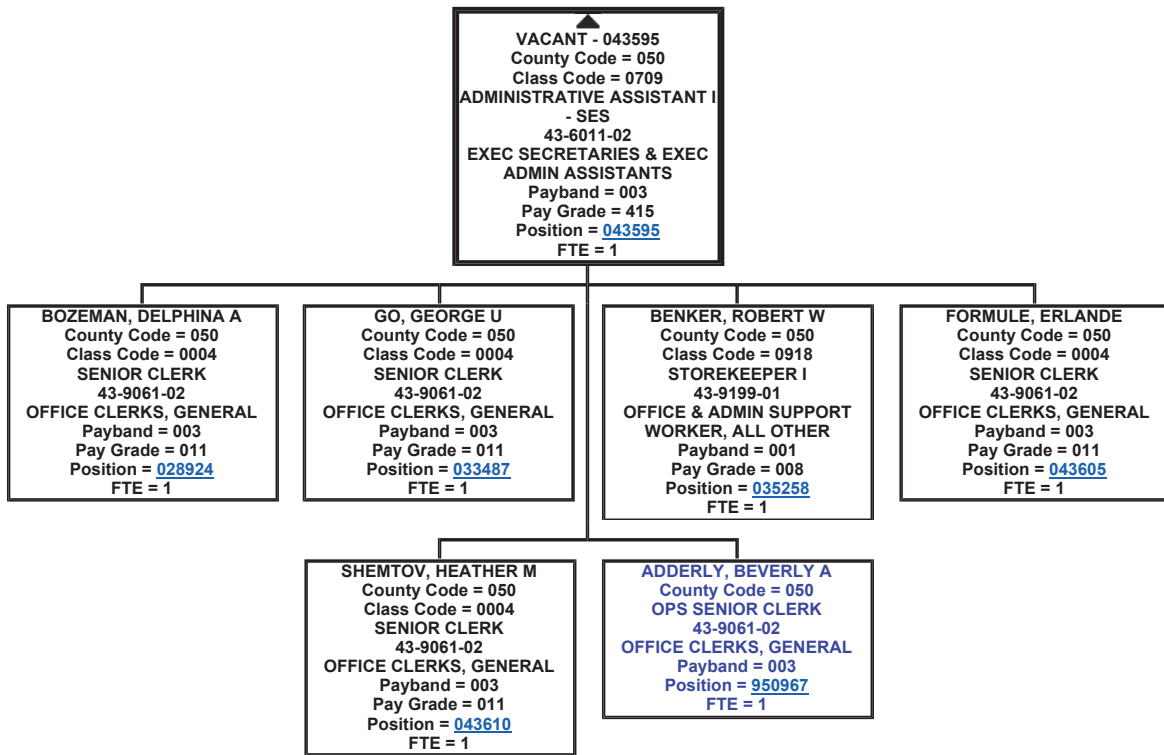 VACANT - 043595
County Code = 050
Class Code = 0709
ADMINISTRATIVE ASSISTANT I
- SES
43-6011-02
EXEC SECRETARIES & EXEC
ADMIN ASSISTANTS
Payband = 003
Pay Grade = 415
Position = 043595
FTE = 1
BOZEMAN, DELPHINA A
County Code = 050
Class Code = 0004
SENIOR CLERK
43-9061-02
OFFICE CLERKS, GENERAL
Payband = 003
Pay Grade = 011
Position = 028924
FTE = 1
GO, GEORGE U
County Code = 050
Class Code = 0004
SENIOR CLERK
43-9061-02
OFFICE CLERKS, GENERAL
Payband = 003
Pay Grade = 011
Position = 033487
FTE = 1
BENKER, ROBERT W
County Code = 050
Class Code = 0918
STOREKEEPER I
43-9199-01
OFFICE & ADMIN SUPPORT
WORKER, ALL OTHER
Payband = 001
Pay Grade = 008
Position = 035258
FTE = 1
FORMULE, ERLANDE
County Code = 050
Class Code = 0004
SENIOR CLERK
43-9061-02
OFFICE CLERKS, GENERAL
Payband = 003
Pay Grade = 011
Position = 043605
FTE = 1
SHEMTOV, HEATHER M
County Code = 050
Class Code = 0004
SENIOR CLERK
43-9061-02
OFFICE CLERKS, GENERAL
Payband = 003
Pay Grade = 011
Position = 043610
FTE = 1
ADDERLY, BEVERLY A
County Code = 050
OPS SENIOR CLERK
43-9061-02
OFFICE CLERKS, GENERAL
Payband = 003
Position = 950967
FTE = 1